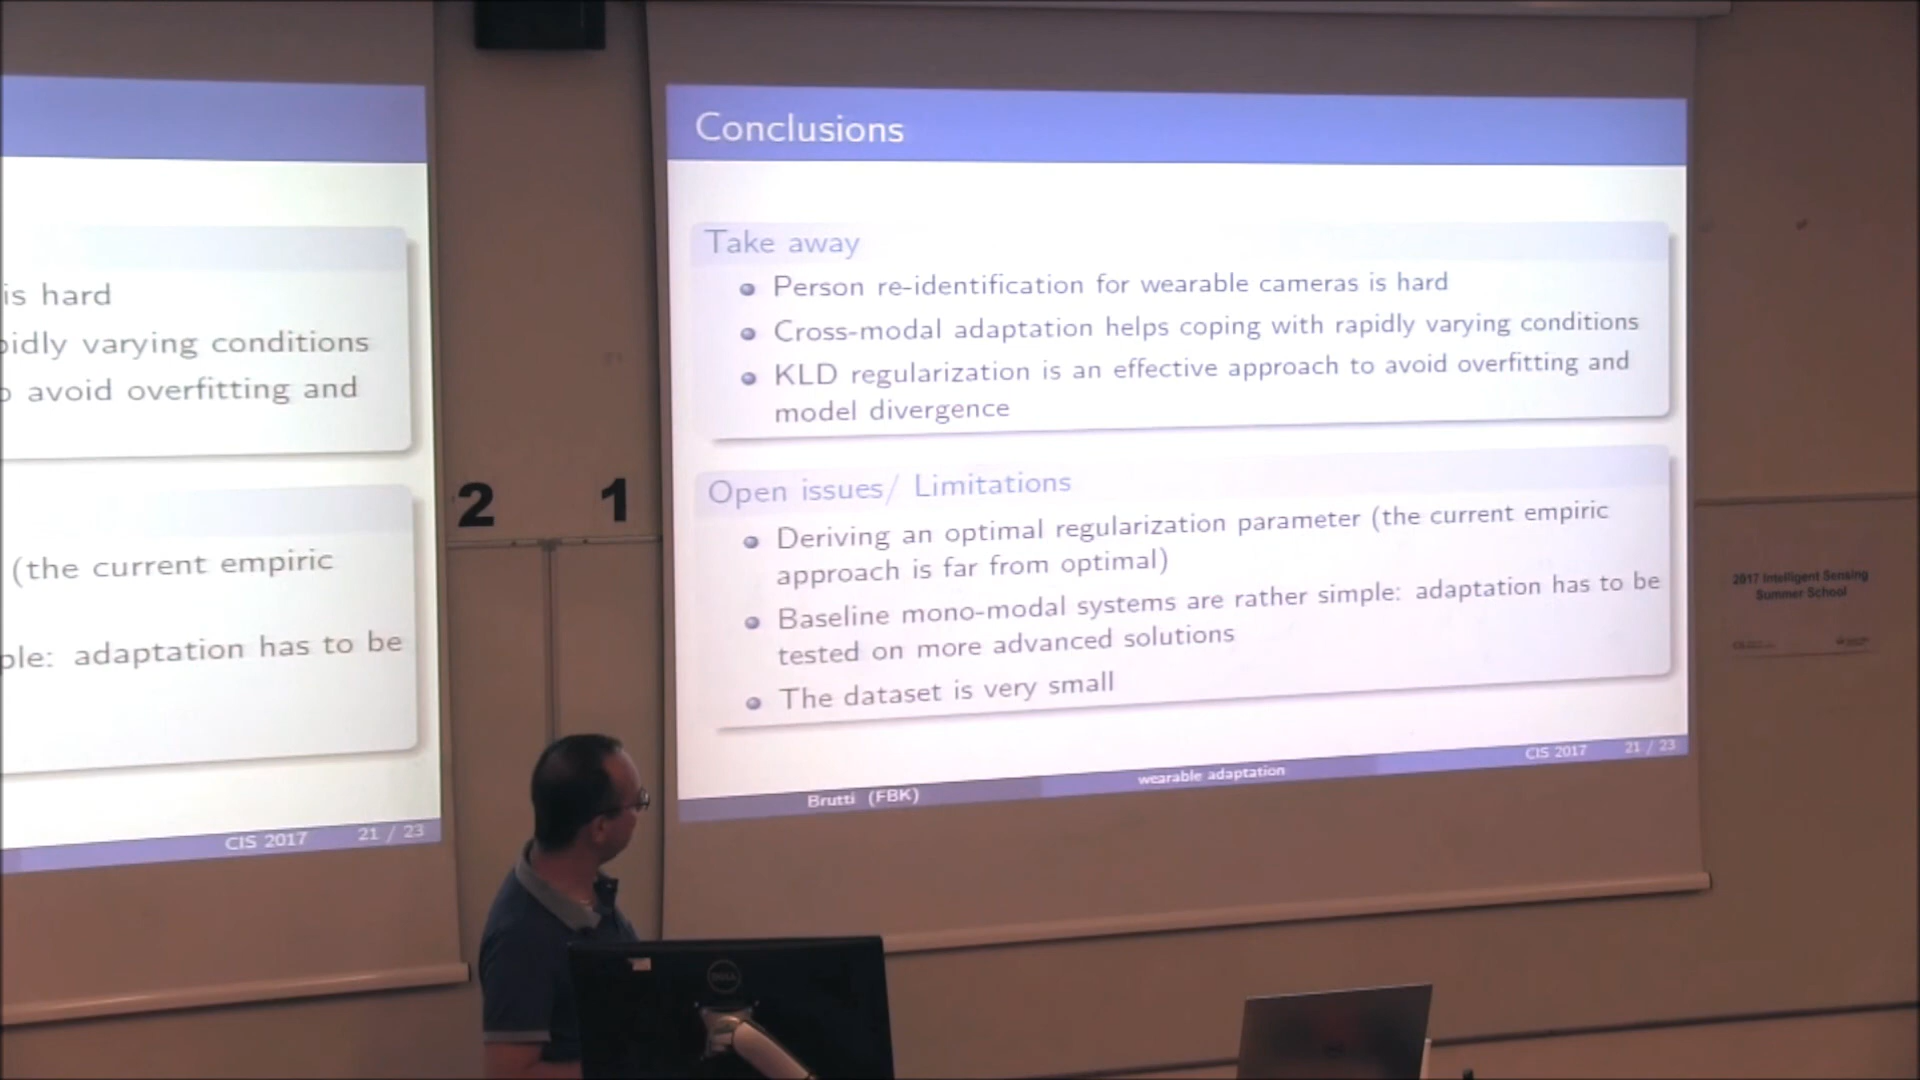 is hard
idly varying conditions
avoid overfitting and
(the current empiric
ple: adaptation has to be
CIS 2017 21 / 23
2 1
Conclusions
Take away
Person re-identification for wearable cameras is hard
Cross-modal adaptation helps coping with rapidly varying conditions
KLD regularization is an effective approach to avoid overfitting and
model divergence
Open issues/ Limitations
Deriving an optimal regularization parameter (the current empiric
approach is far from optimal)
Baseline mono-modal systems are rather simple: adaptation has to be
tested on more advanced solutions
The dataset is very small
Brutti (FBK) wearable adaptation CIS 2017 21 / 23
2017 Intelligent Sensing
Summer School
DELL